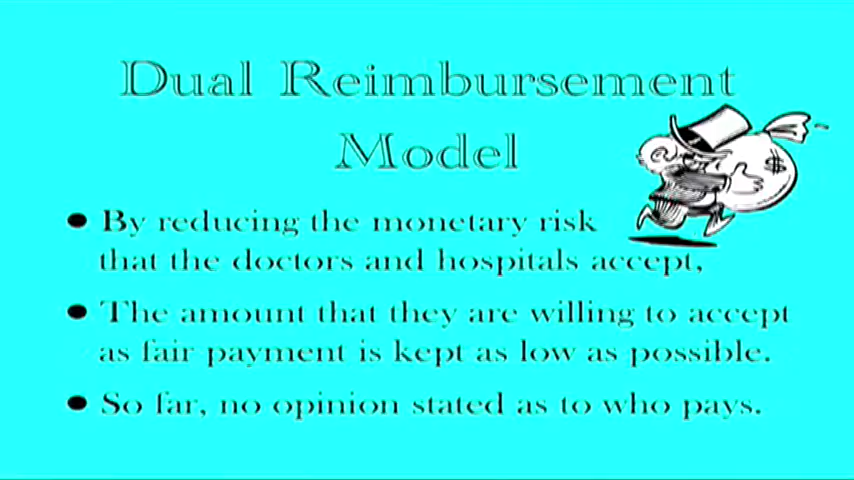 Dual Reimbursement
Model
• By reducing the monetary risk
that the doctors and hospitals accept,
• The amount that they are willing to accept
as fair payment is kept as low as possible.
• So far, no opinion stated as to who pays.
$